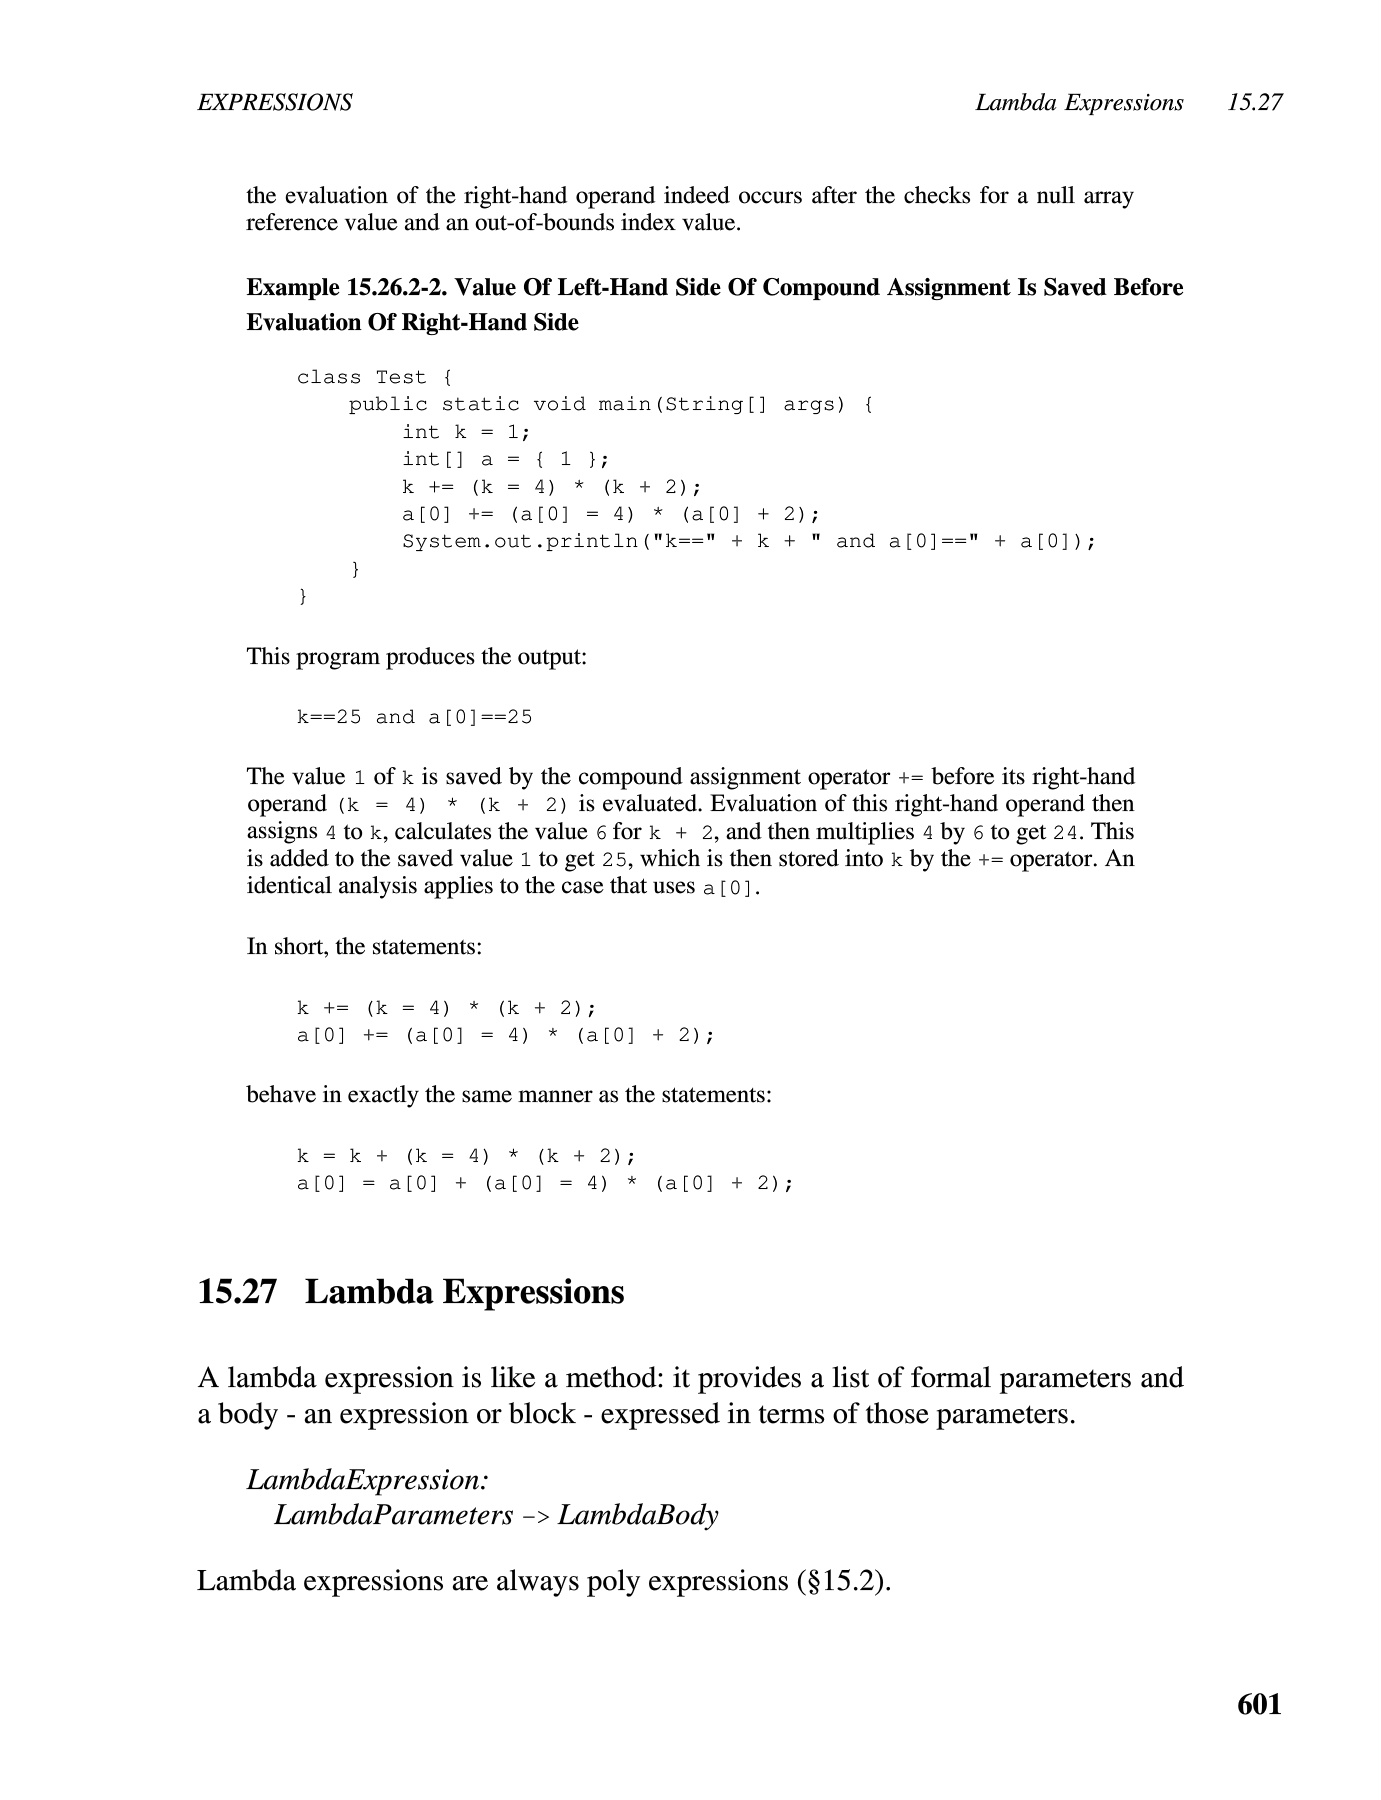 EXPRESSIONS Lambda Expressions 15.27
the evaluation of the right-hand operand indeed occurs after the checks for a null array
reference value and an out-of-bounds index value.
Example 15.26.2-2. Value Of Left-Hand Side Of Compound Assignment Is Saved Before
Evaluation Of Right-Hand Side
class Test {
    public static void main(String[] args) {
        int k = 1;
        int[] a = { 1 };
        k += (k = 4) * (k + 2);
        a[0] += (a[0] = 4) * (a[0] + 2);
        System.out.println("k==" + k + " and a[0]==" + a[0]);
    }
}
This program produces the output:
k==25 and a[0]==25
The value 1 of k is saved by the compound assignment operator += before its right-hand
operand (k = 4) * (k + 2) is evaluated. Evaluation of this right-hand operand then
assigns 4 to k, calculates the value 6 for k + 2, and then multiplies 4 by 6 to get 24. This
is added to the saved value 1 to get 25, which is then stored into k by the += operator. An
identical analysis applies to the case that uses a[0].
In short, the statements:
k += (k = 4) * (k + 2);
a[0] += (a[0] = 4) * (a[0] + 2);
behave in exactly the same manner as the statements:
k = k + (k = 4) * (k + 2);
a[0] = a[0] + (a[0] = 4) * (a[0] + 2);
15.27 Lambda Expressions
A lambda expression is like a method: it provides a list of formal parameters and
a body - an expression or block - expressed in terms of those parameters.
LambdaExpression:
LambdaParameters -> LambdaBody
Lambda expressions are always poly expressions (§15.2).
601